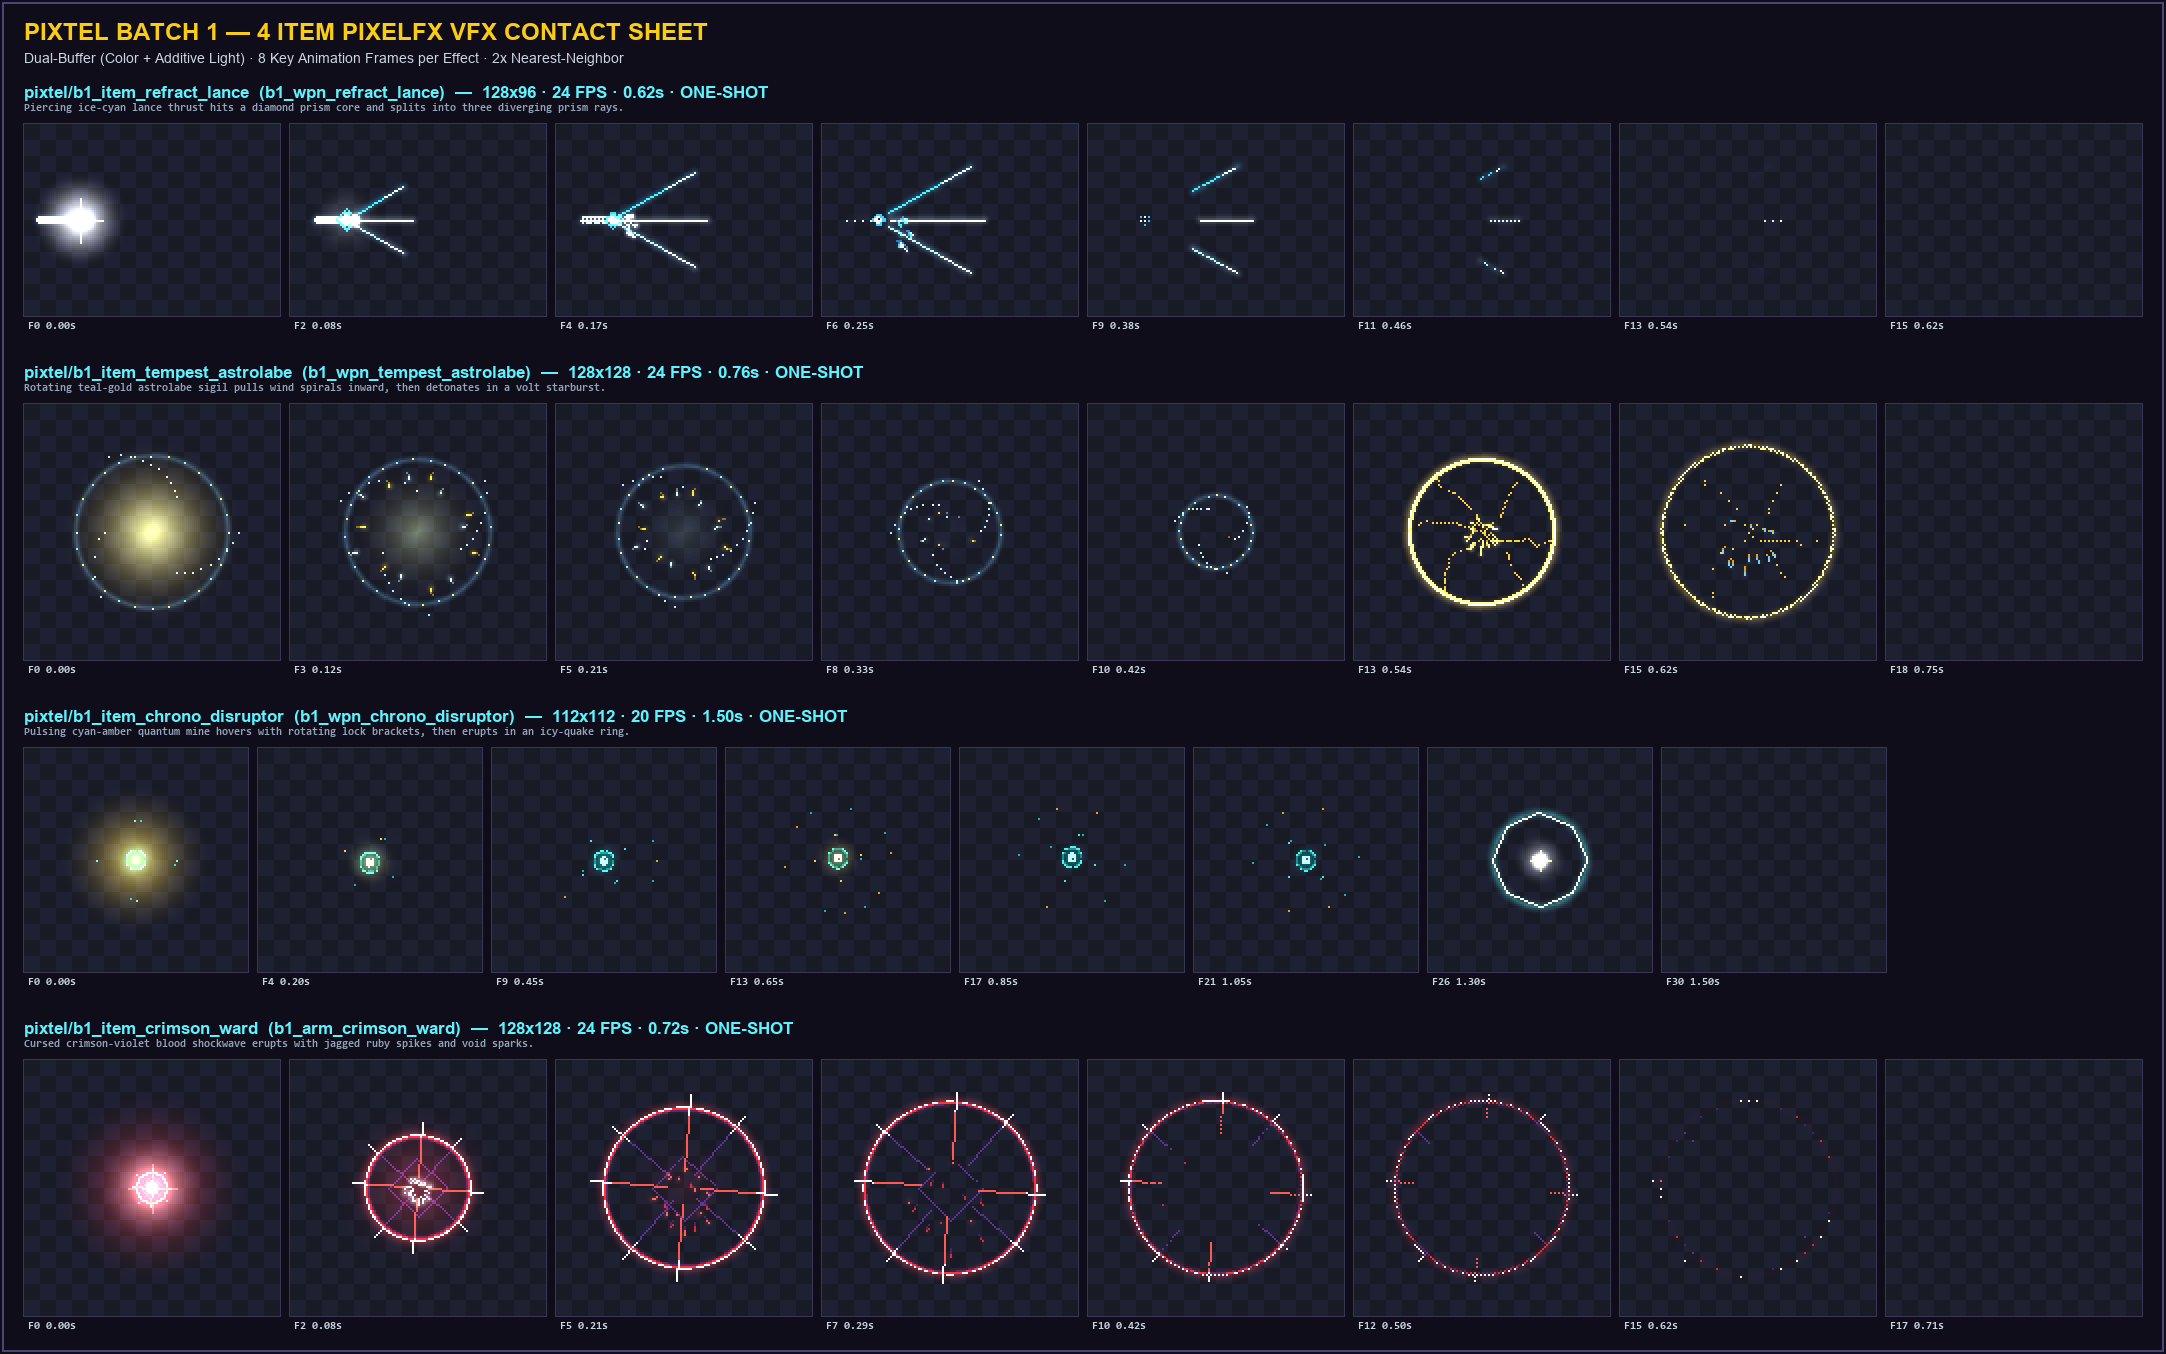 PIXTEL BATCH 1 — 4 ITEM PIXELFX VFX CONTACT SHEET
Dual-Buffer (Color + Additive Light) · 8 Key Animation Frames per Effect · 2x Nearest-Neighbor
pixtel/b1_item_refract_lance (b1_wpn_refract_lance) — 128x96 · 24 FPS · 0.62s · ONE-SHOT
Piercing ice-cyan lance thrust hits a diamond prism core and splits into three diverging prism rays.
F0 0.00s F2 0.08s F4 0.17s F6 0.25s F9 0.38s F11 0.46s F13 0.54s F15 0.62s
pixtel/b1_item_tempest_astrolabe (b1_wpn_tempest_astrolabe) — 128x128 · 24 FPS · 0.76s · ONE-SHOT
Rotating teal-gold astrolabe sigil pulls wind spirals inward, then detonates in a volt starburst.
F0 0.00s F3 0.12s F5 0.21s F8 0.33s F10 0.42s F13 0.54s F15 0.62s F18 0.75s
pixtel/b1_item_chrono_disruptor (b1_wpn_chrono_disruptor) — 112x112 · 20 FPS · 1.50s · ONE-SHOT
Pulsing cyan-amber quantum mine hovers with rotating lock brackets, then erupts in an icy-quake ring.
F0 0.00s F4 0.20s F9 0.45s F13 0.65s F17 0.85s F21 1.05s F26 1.30s F30 1.50s
pixtel/b1_item_crimson_ward (b1_arm_crimson_ward) — 128x128 · 24 FPS · 0.72s · ONE-SHOT
Cursed crimson-violet blood shockwave erupts with jagged ruby spikes and void sparks.
F0 0.00s F2 0.08s F5 0.21s F7 0.29s F10 0.42s F12 0.50s F15 0.62s F17 0.71s